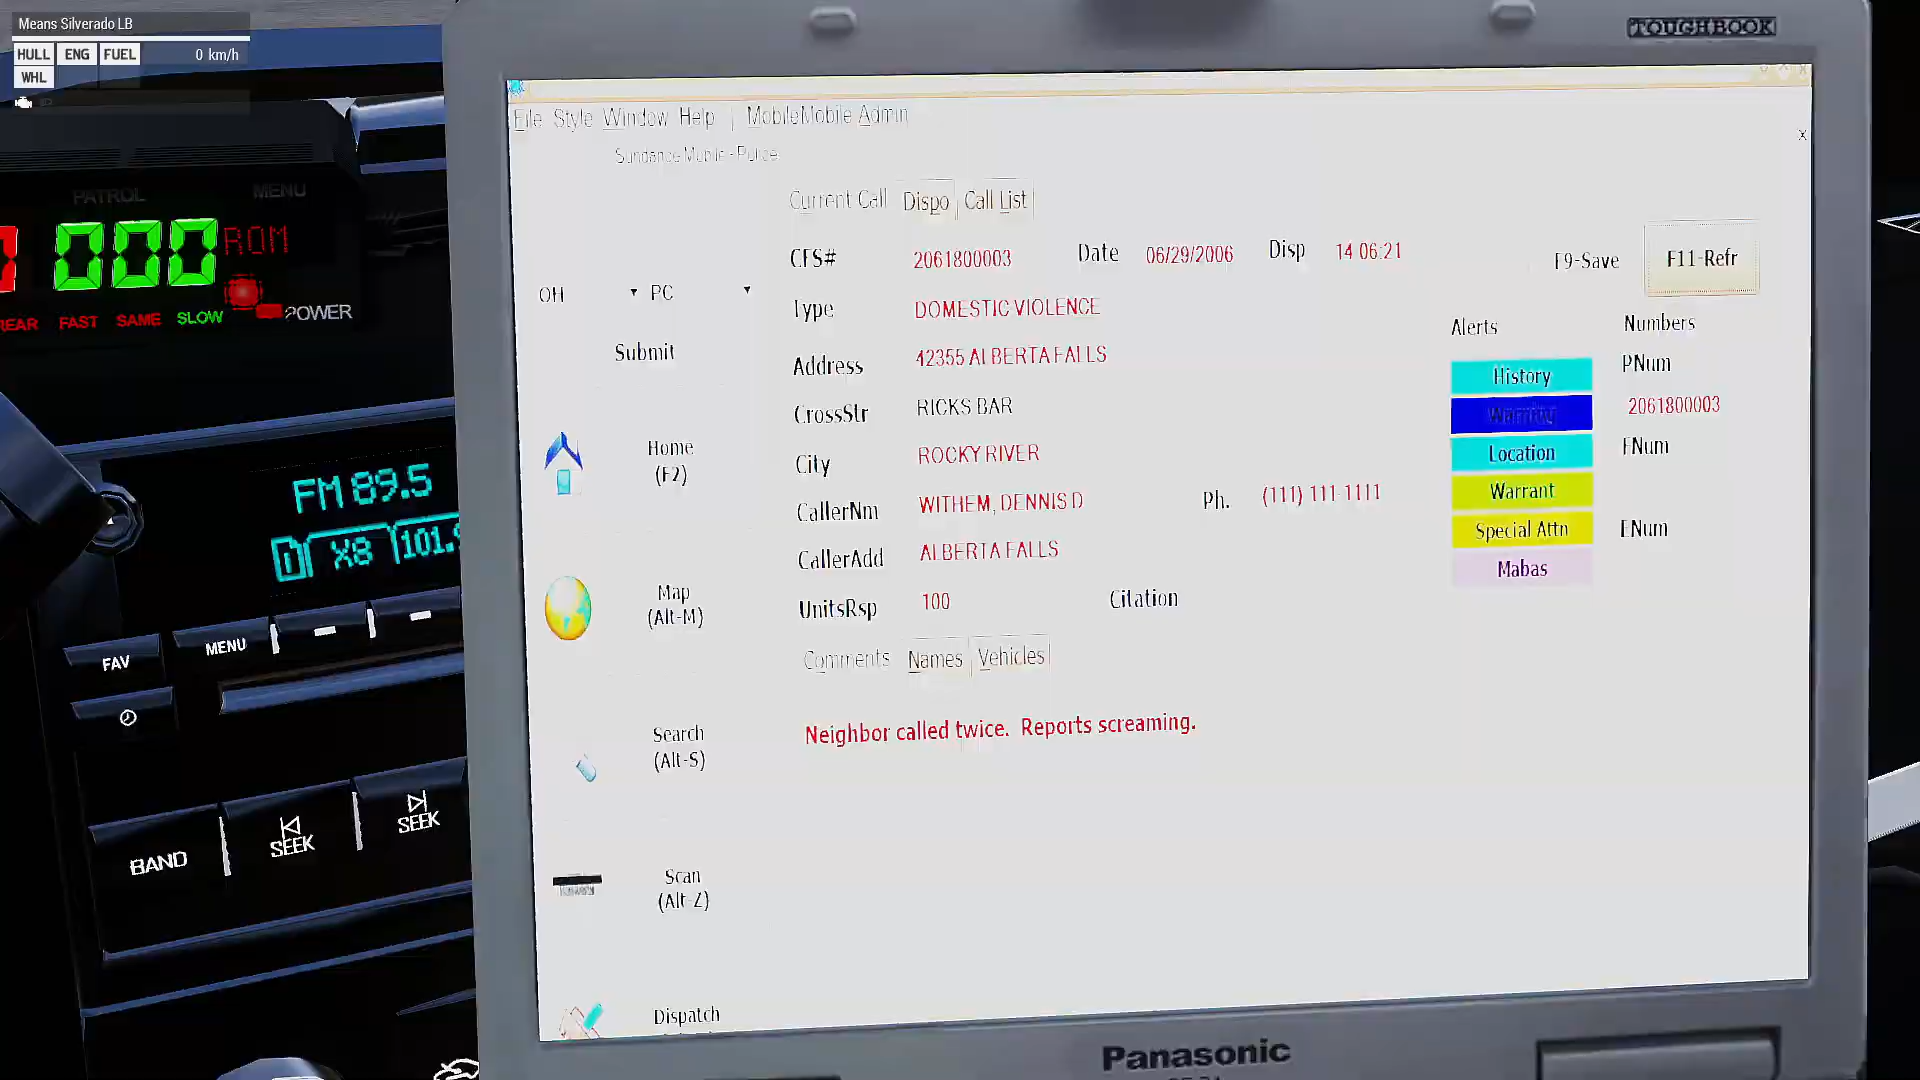 Means Silverado LB
HULL ENG FUEL 0 km/h
WHL
TOUGHBOOK
File Style Window Help | MobileMobile Admin
Sundance Mobile - Police
PATROL MENU
000 ROM
REAR FAST SAME SLOW POWER
Current Call Dispo Call List
CFS# 2061800003 Date 06/29/2006 Disp 14 06:21 F9-Save F11-Refr
OH PC
Type DOMESTIC VIOLENCE
Alerts Numbers
Submit
Address 42355 ALBERTA FALLS
History PNum
CrossStr RICKS BAR
2061800003
City ROCKY RIVER
Location FNum
Home
(F2)
CallerNm WITHEM, DENNIS D Ph. (111) 111-1111
Warrant
CallerAdd ALBERTA FALLS
Special Attn
Mabas
UnitsRsp 100 Citation
Map
(Alt-M)
Comments Names Vehicles
Neighbor called twice. Reports screaming.
Search
(Alt-S)
Scan
(Alt-Z)
Dispatch
FM 89.5
X8 101.9
FAV MENU
BAND SEEK SEEK
Panasonic